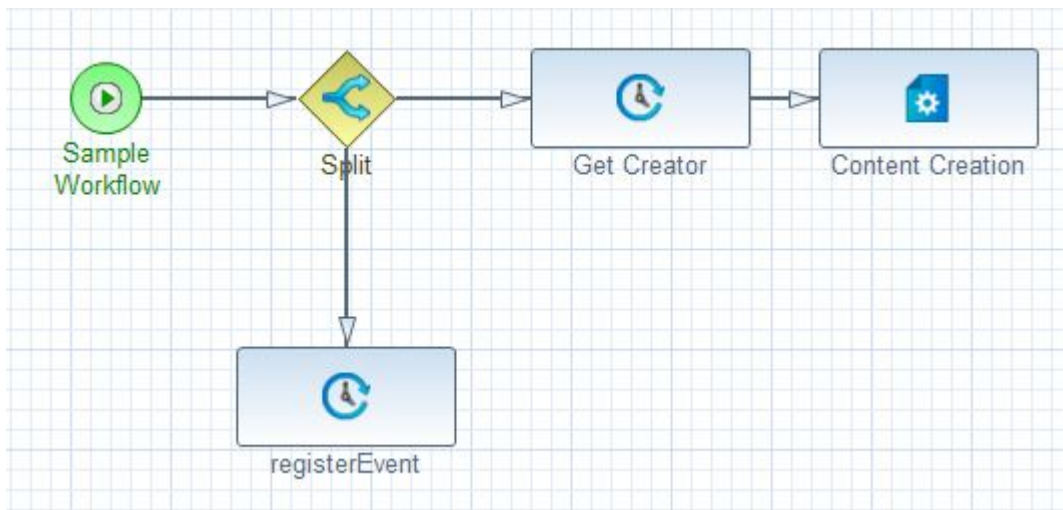 Sample
Workflow
Split
Get Creator
Content Creation
registerEvent